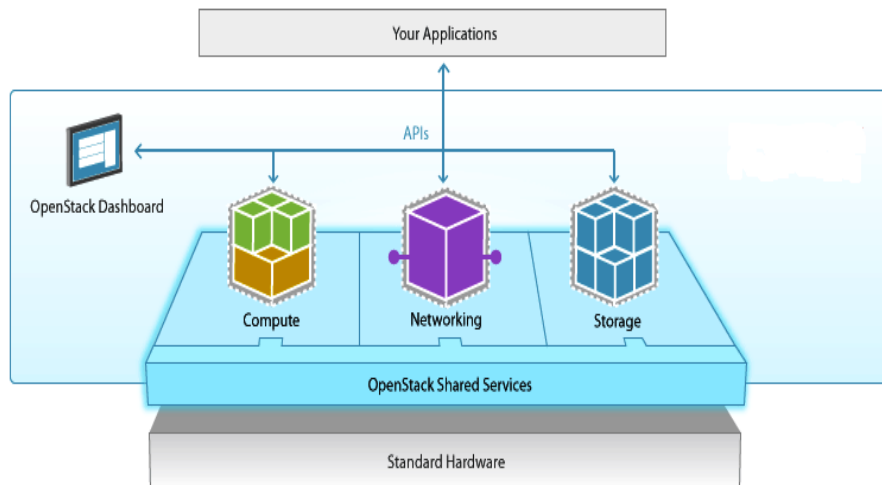 Your Applications
APIs
OpenStack Dashboard
Compute
Networking
Storage
OpenStack Shared Services
Standard Hardware